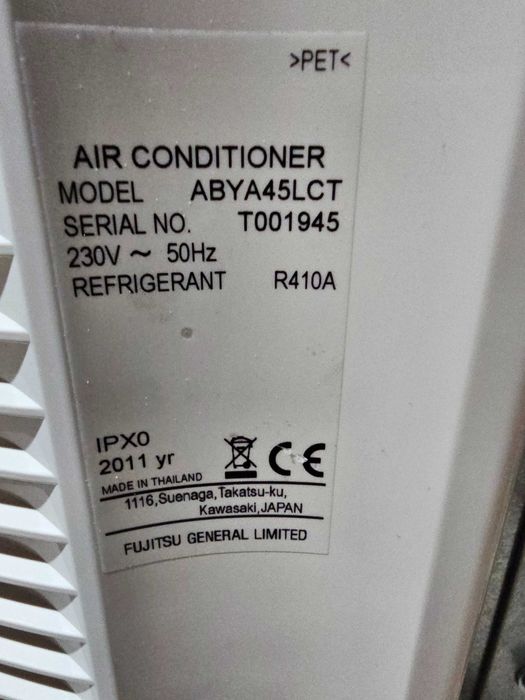 >PET<
AIR CONDITIONER
MODEL ABYA45LCT
SERIAL NO. T001945
230V ~ 50Hz
REFRIGERANT R410A
IPX0
2011 yr
CE
MADE IN THAILAND
1116,Suenaga,Takatsu-ku,
Kawasaki,JAPAN
FUJITSU GENERAL LIMITED